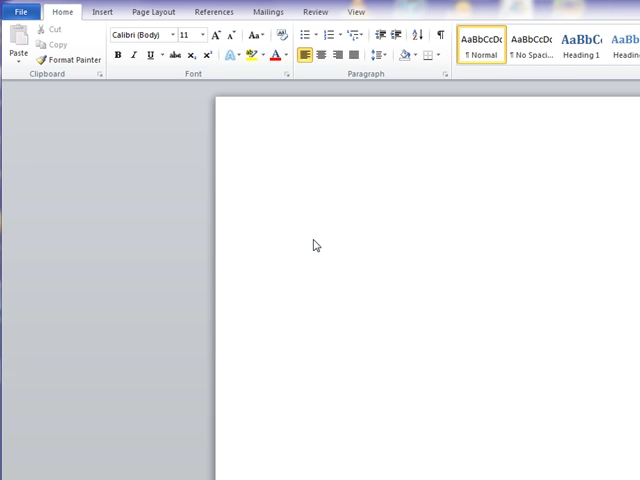 File Home Insert Page Layout References Mailings Review View
Cut
Copy
Format Painter
Paste
Calibri (Body) 11
AaBbCcDc AaBbCcDc AaBbC AaBb
¶ Normal ¶ No Spaci... Heading 1 Heading
Clipboard Font Paragraph